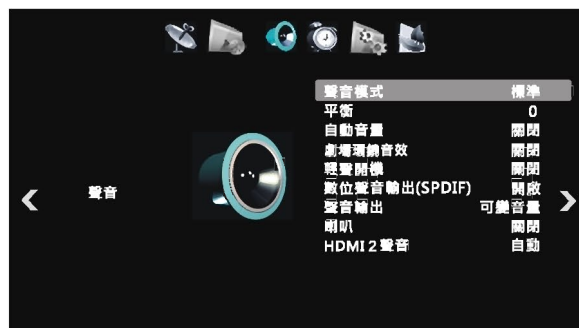 聲音
聲音模式 標準
平衡 0
自動音量 關閉
劇場環繞音效 關閉
輕聲開機 關閉
數位聲音輸出(SPDIF) 開啟
聲音輸出 可變音量
喇叭 關閉
HDMI 2 聲音 自動